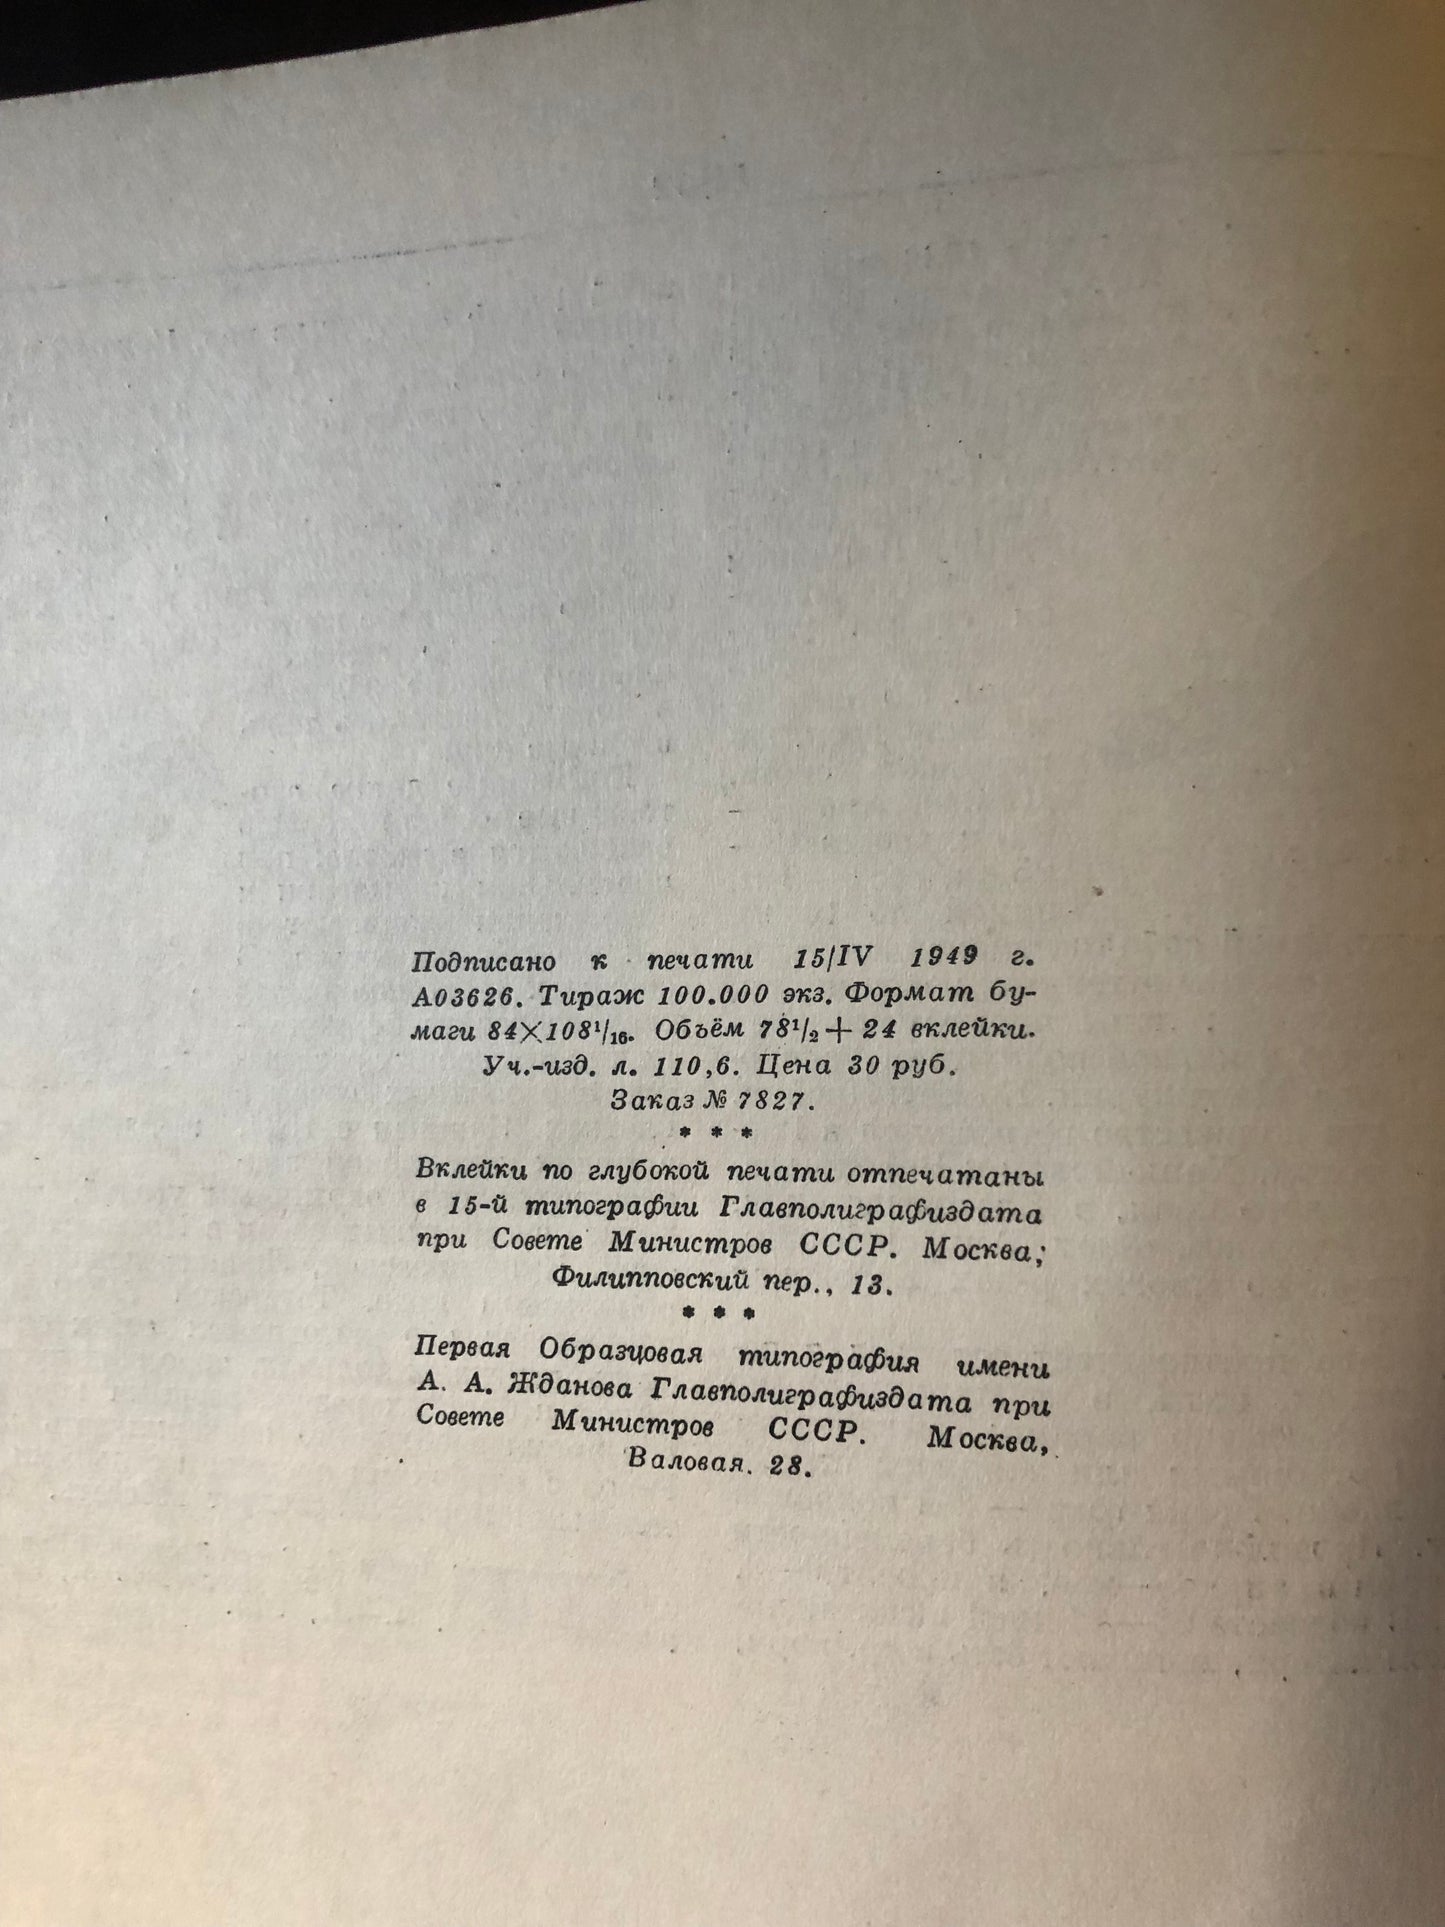 Подписано к печати 15/IV 1949 г.
А03626. Тираж 100.000 экз. Формат бу-
маги 84×108¹/₁₆. Объём 78¹/₂ + 24 вклейки.
Уч.-изд. л. 110,6. Цена 30 руб.
Заказ № 7827.
* * *
Вклейки по глубокой печати отпечатаны
в 15-й типографии Главполиграфиздата
при Совете Министров СССР. Москва;
Филипповский пер., 13.
* * *
Первая Образцовая типография имени
А. А. Жданова Главполиграфиздата при
Совете Министров СССР. Москва,
Валовая. 28.